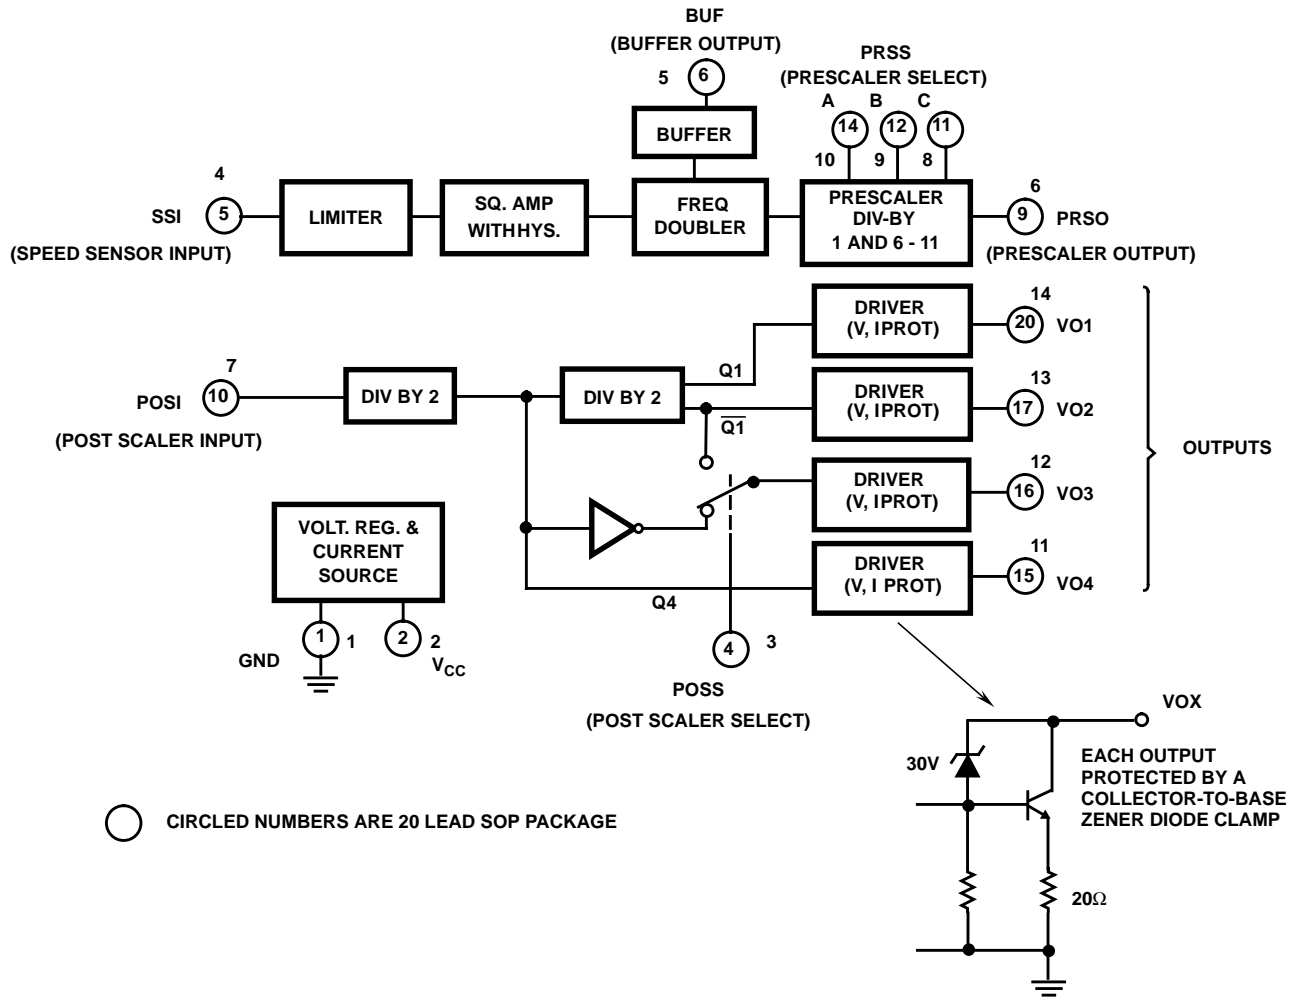 BUF
(BUFFER OUTPUT)
5 6
BUFFER
PRSS
(PRESCALER SELECT)
A B C
14 12 11
10 9 8
4
SSI 5
(SPEED SENSOR INPUT)
LIMITER
SQ. AMP
WITHHYS.
FREQ
DOUBLER
PRESCALER
DIV-BY
1 AND 6 - 11
6
9 PRSO
(PRESCALER OUTPUT)
7
POSI 10
(POST SCALER INPUT)
DIV BY 2
DIV BY 2
Q1
Q1
Q4
DRIVER
(V, IPROT)
14
20 VO1
DRIVER
(V, IPROT)
13
17 VO2
DRIVER
(V, IPROT)
12
16 VO3
DRIVER
(V, I PROT)
11
15 VO4
OUTPUTS
VOLT. REG. &
CURRENT
SOURCE
1 1
GND
2 2
VCC
4 3
POSS
(POST SCALER SELECT)
VOX
30V
EACH OUTPUT
PROTECTED BY A
COLLECTOR-TO-BASE
ZENER DIODE CLAMP
20Ω
CIRCLED NUMBERS ARE 20 LEAD SOP PACKAGE